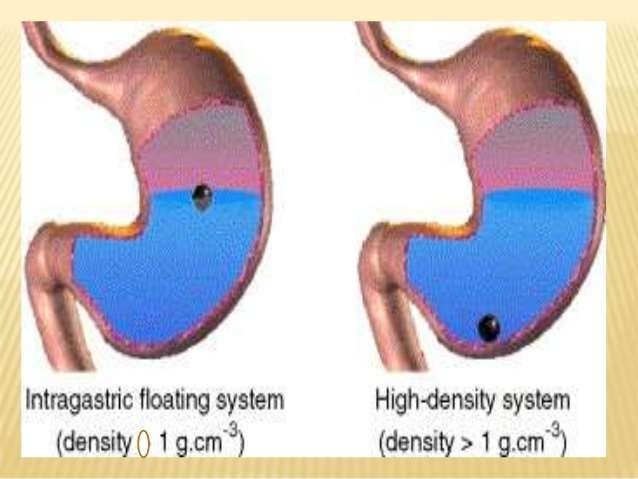 Intragastric floating system
(density () 1 g.cm-3)
High-density system
(density > 1 g.cm-3)